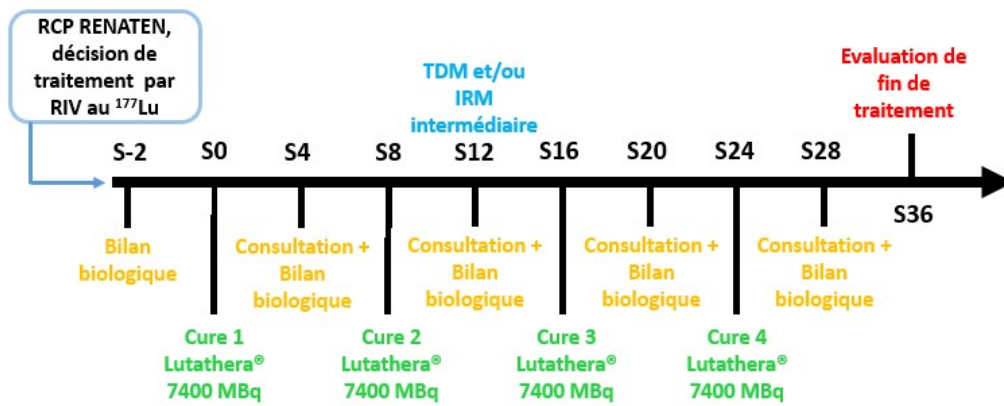 RCP RENATEN,
décision de
traitement par
RIV au ¹⁷⁷Lu
TDM et/ou
IRM
intermédiaire
Evaluation de
fin de
traitement
S-2 S0 S4 S8 S12 S16 S20 S24 S28
S36
Bilan
biologique
Consultation +
Bilan
biologique
Consultation +
Bilan
biologique
Consultation +
Bilan
biologique
Consultation +
Bilan
biologique
Cure 1
Lutathera®
7400 MBq
Cure 2
Lutathera®
7400 MBq
Cure 3
Lutathera®
7400 MBq
Cure 4
Lutathera®
7400 MBq